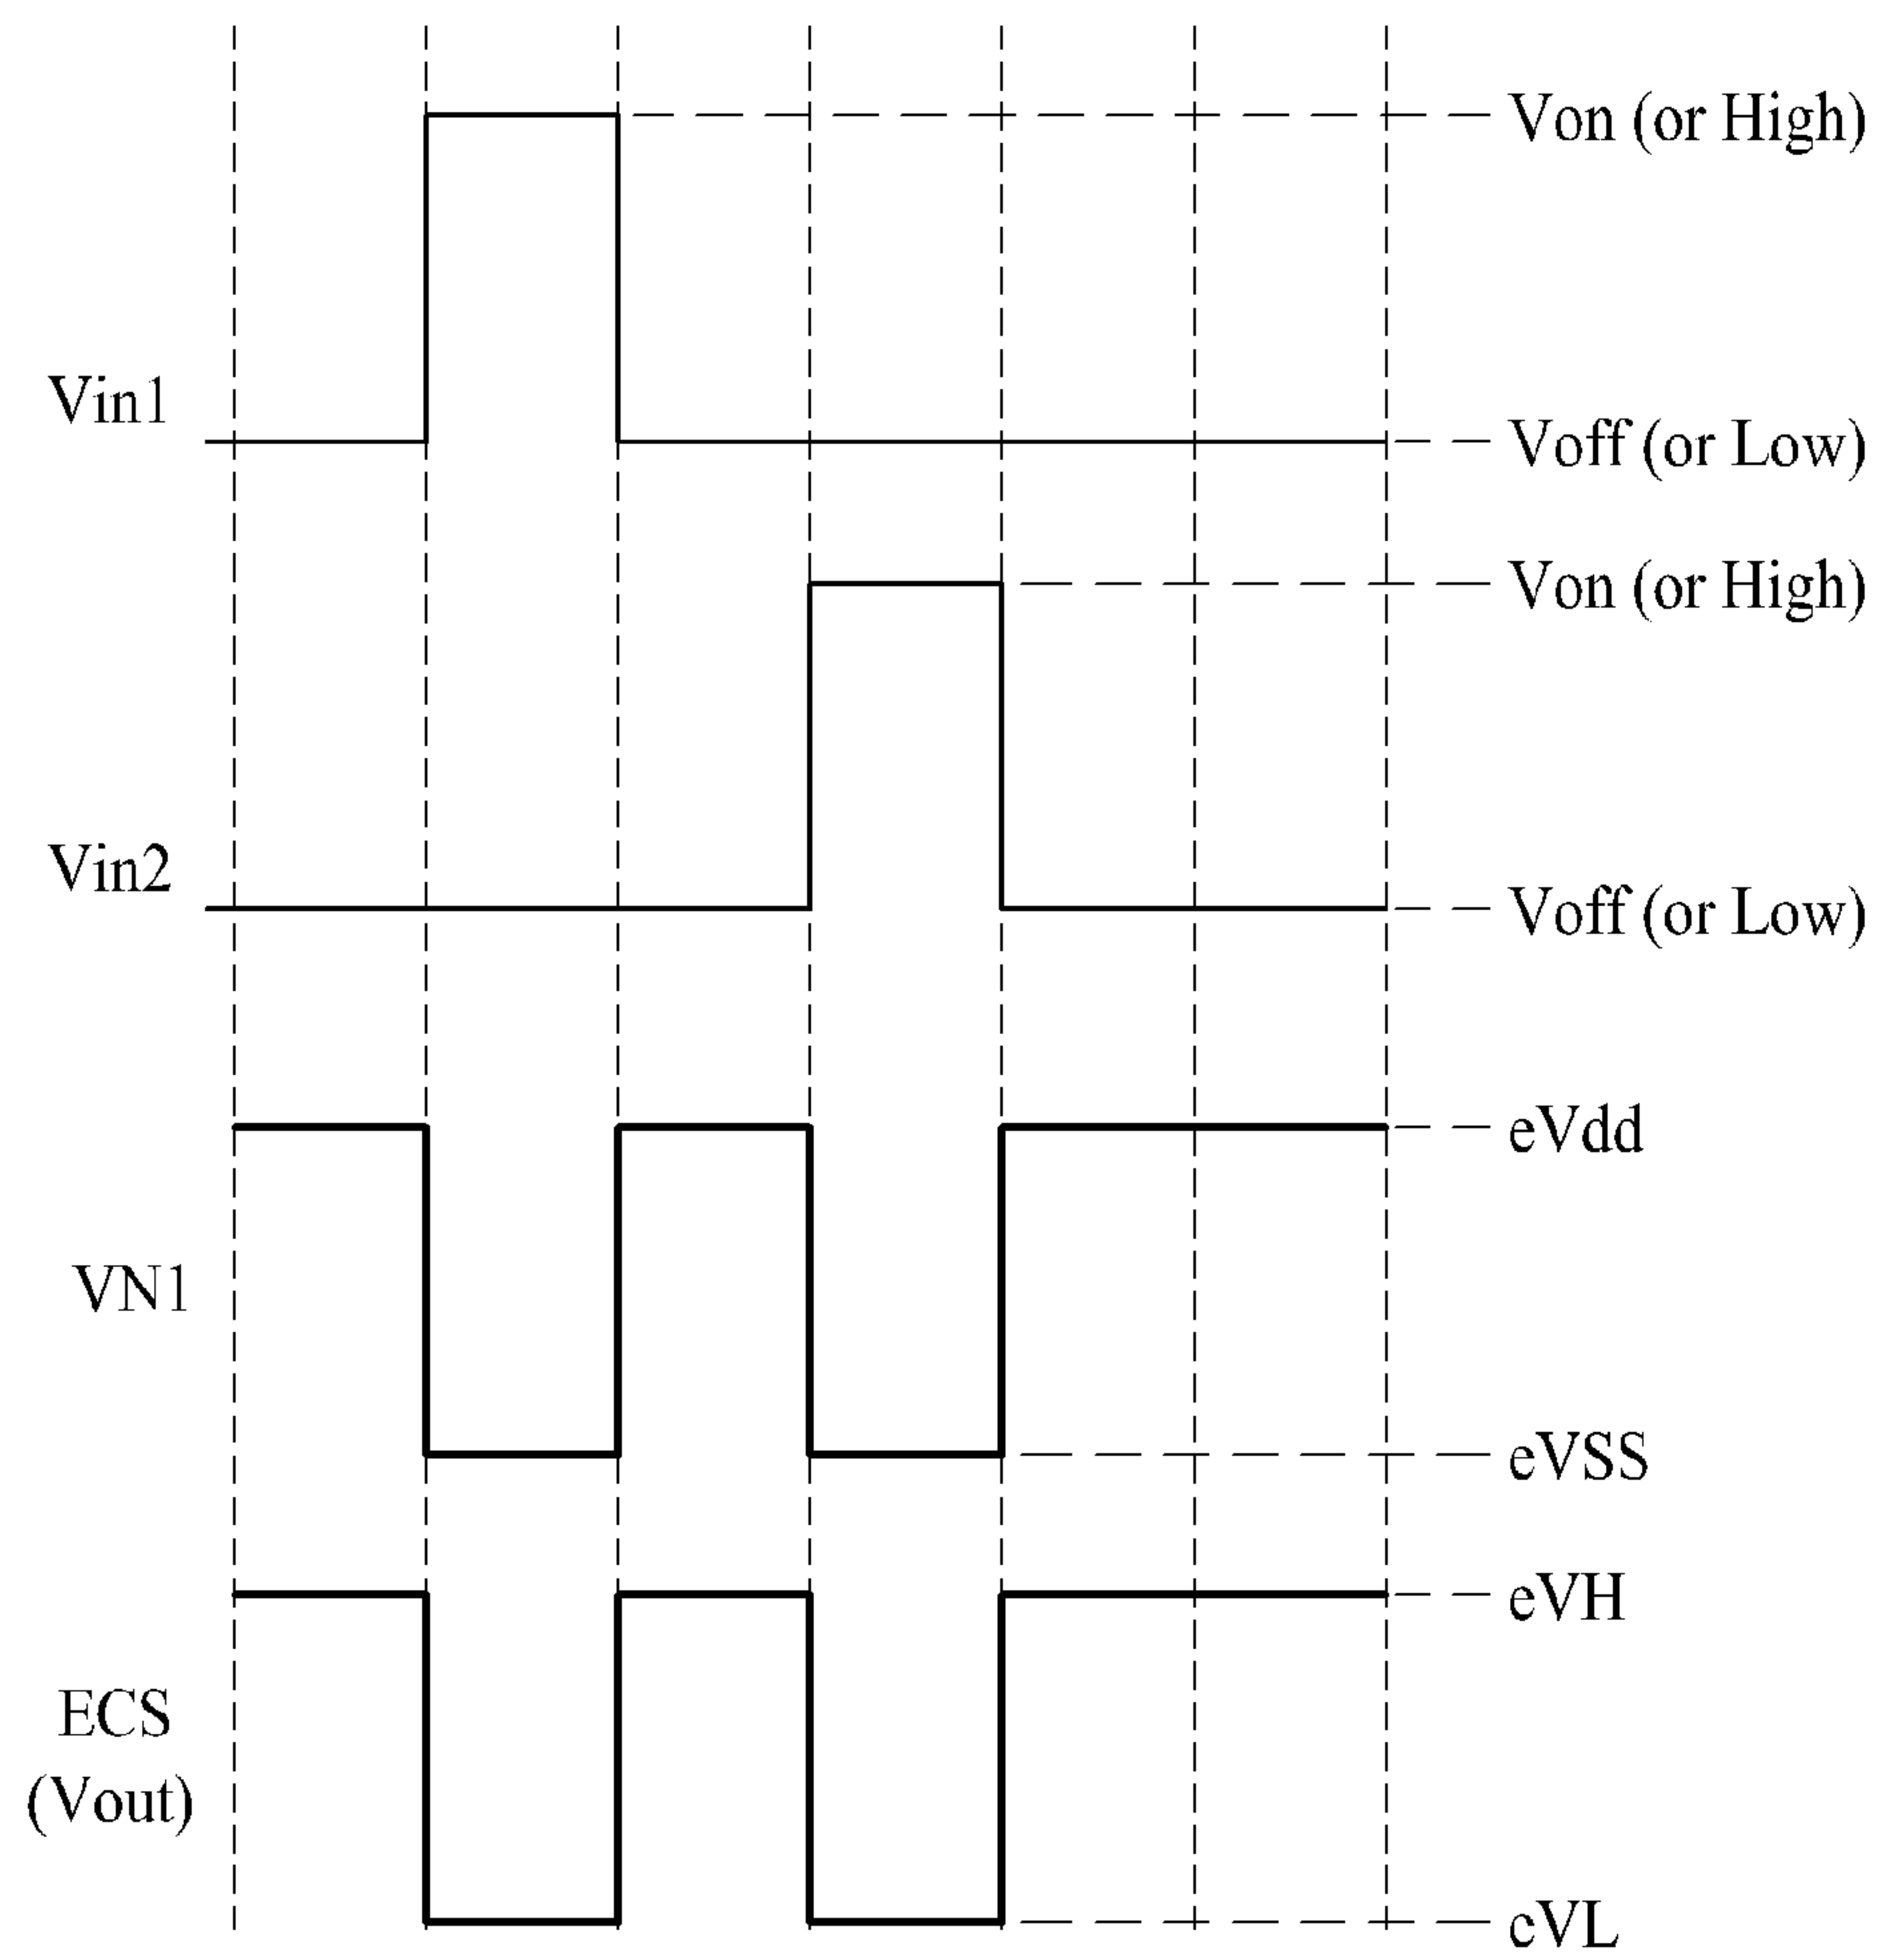 Von (or High)
Vin1
Voff (or Low)
Von (or High)
Vin2
Voff (or Low)
eVdd
VN1
eVSS
eVH
ECS
(Vout)
eVL